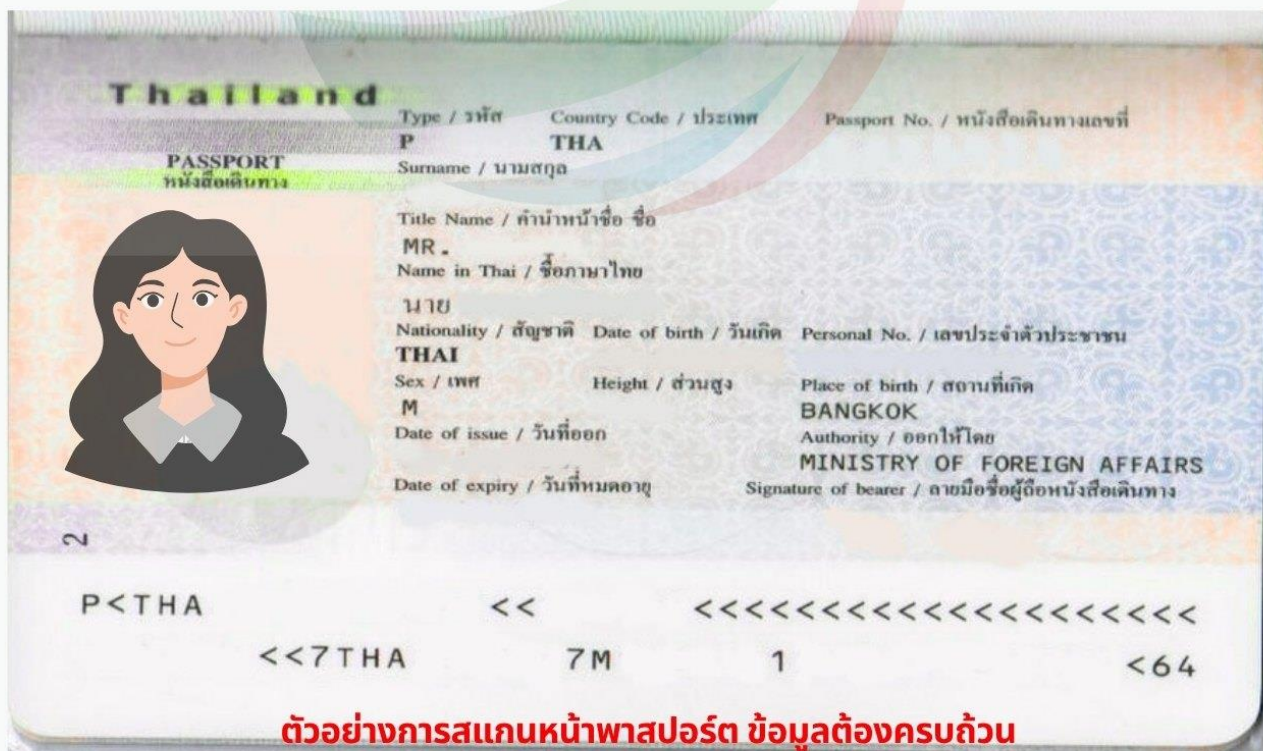 Thailand
PASSPORT
หนังสือเดินทาง
Type / รหัส Country Code / ประเทศ Passport No. / หนังสือเดินทางเลขที่
P THA
Surname / นามสกุล
Title Name / คำนำหน้าชื่อ ชื่อ
MR.
Name in Thai / ชื่อภาษาไทย
นาย
Nationality / สัญชาติ Date of birth / วันเกิด Personal No. / เลขประจำตัวประชาชน
THAI
Sex / เพศ Height / ส่วนสูง Place of birth / สถานที่เกิด
M BANGKOK
Date of issue / วันที่ออก Authority / ออกให้โดย
MINISTRY OF FOREIGN AFFAIRS
Date of expiry / วันที่หมดอายุ Signature of bearer / ลายมือชื่อผู้ถือหนังสือเดินทาง
2
P<THA << <<<<<<<<<<<<<<<<<<<<
<<7THA 7M 1 <64
ตัวอย่างการสแกนหน้าพาสปอร์ต ข้อมูลต้องครบถ้วน